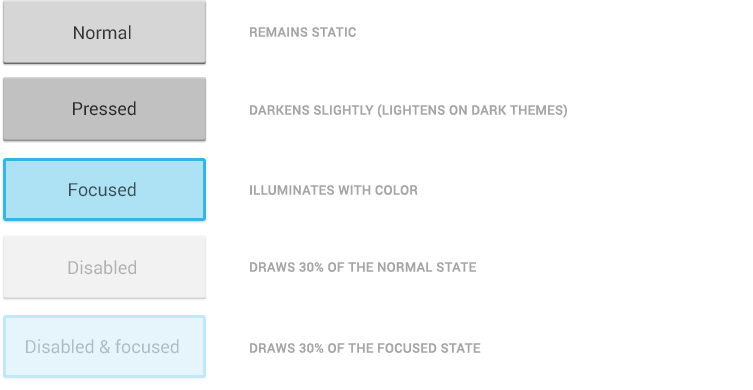 Normal
REMAINS STATIC
Pressed
DARKENS SLIGHTLY (LIGHTENS ON DARK THEMES)
Focused
ILLUMINATES WITH COLOR
Disabled
DRAWS 30% OF THE NORMAL STATE
Disabled & focused
DRAWS 30% OF THE FOCUSED STATE